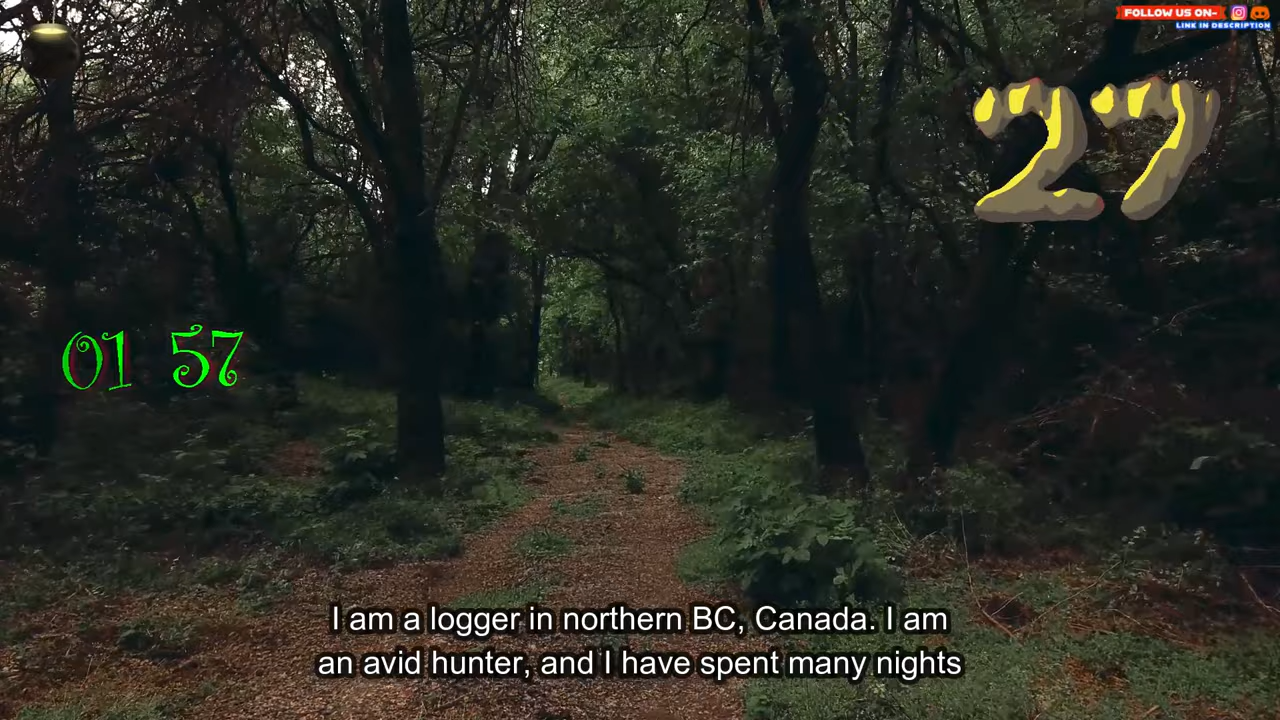 FOLLOW US ON-
LINK IN DESCRIPTION
27
01 57
I am a logger in northern BC, Canada. I am
an avid hunter, and I have spent many nights